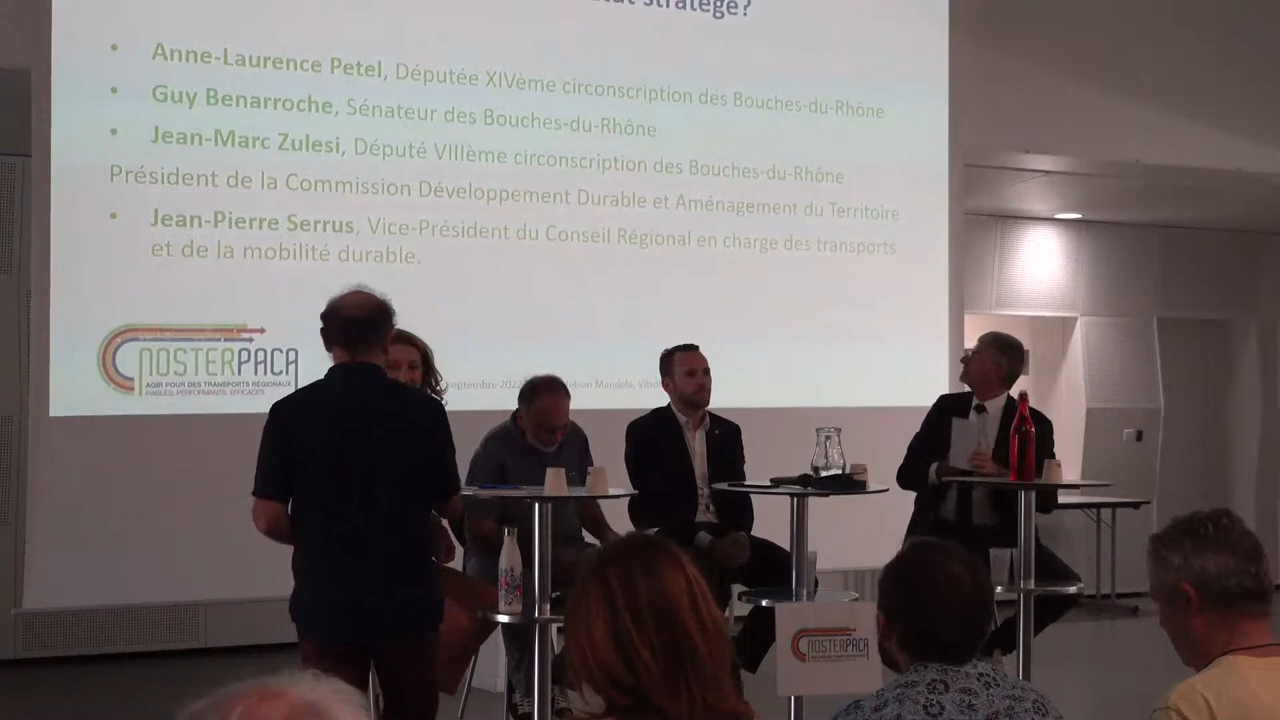 stratège?
• Anne-Laurence Petel, Députée XIVème circonscription des Bouches-du-Rhône
• Guy Benarroche, Sénateur des Bouches-du-Rhône
• Jean-Marc Zulesi, Député VIIIème circonscription des Bouches-du-Rhône
Président de la Commission Développement Durable et Aménagement du Territoire
• Jean-Pierre Serrus, Vice-Président du Conseil Régional en charge des transports
et de la mobilité durable.
NOSTERPACA
AGIR POUR DES TRANSPORTS RÉGIONAUX
FIABLES, PERFORMANTS, EFFICACES
septembre 2022 Nelson Mandela,
NOSTERPACA